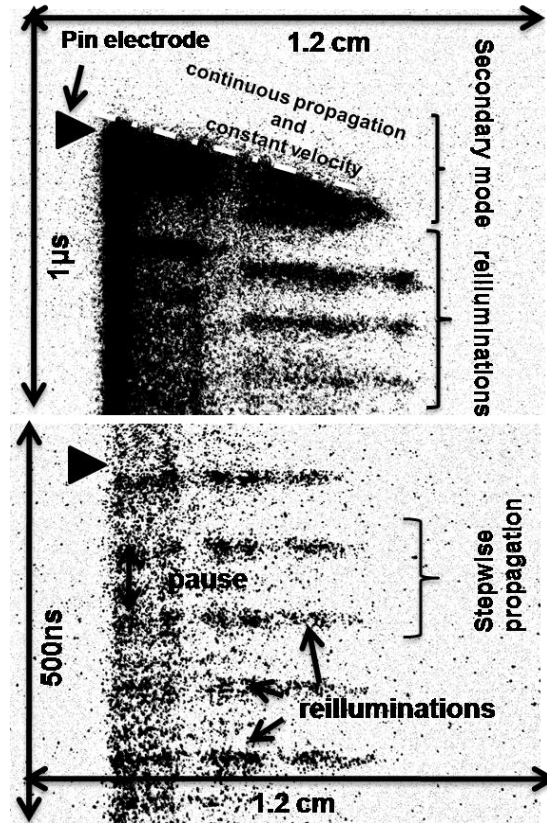 Pin electrode
1.2 cm
continuous propagation
and
constant velocity
Secondary mode
1µs
reilluminations
pause
Stepwise
propagation
500ns
reilluminations
1.2 cm